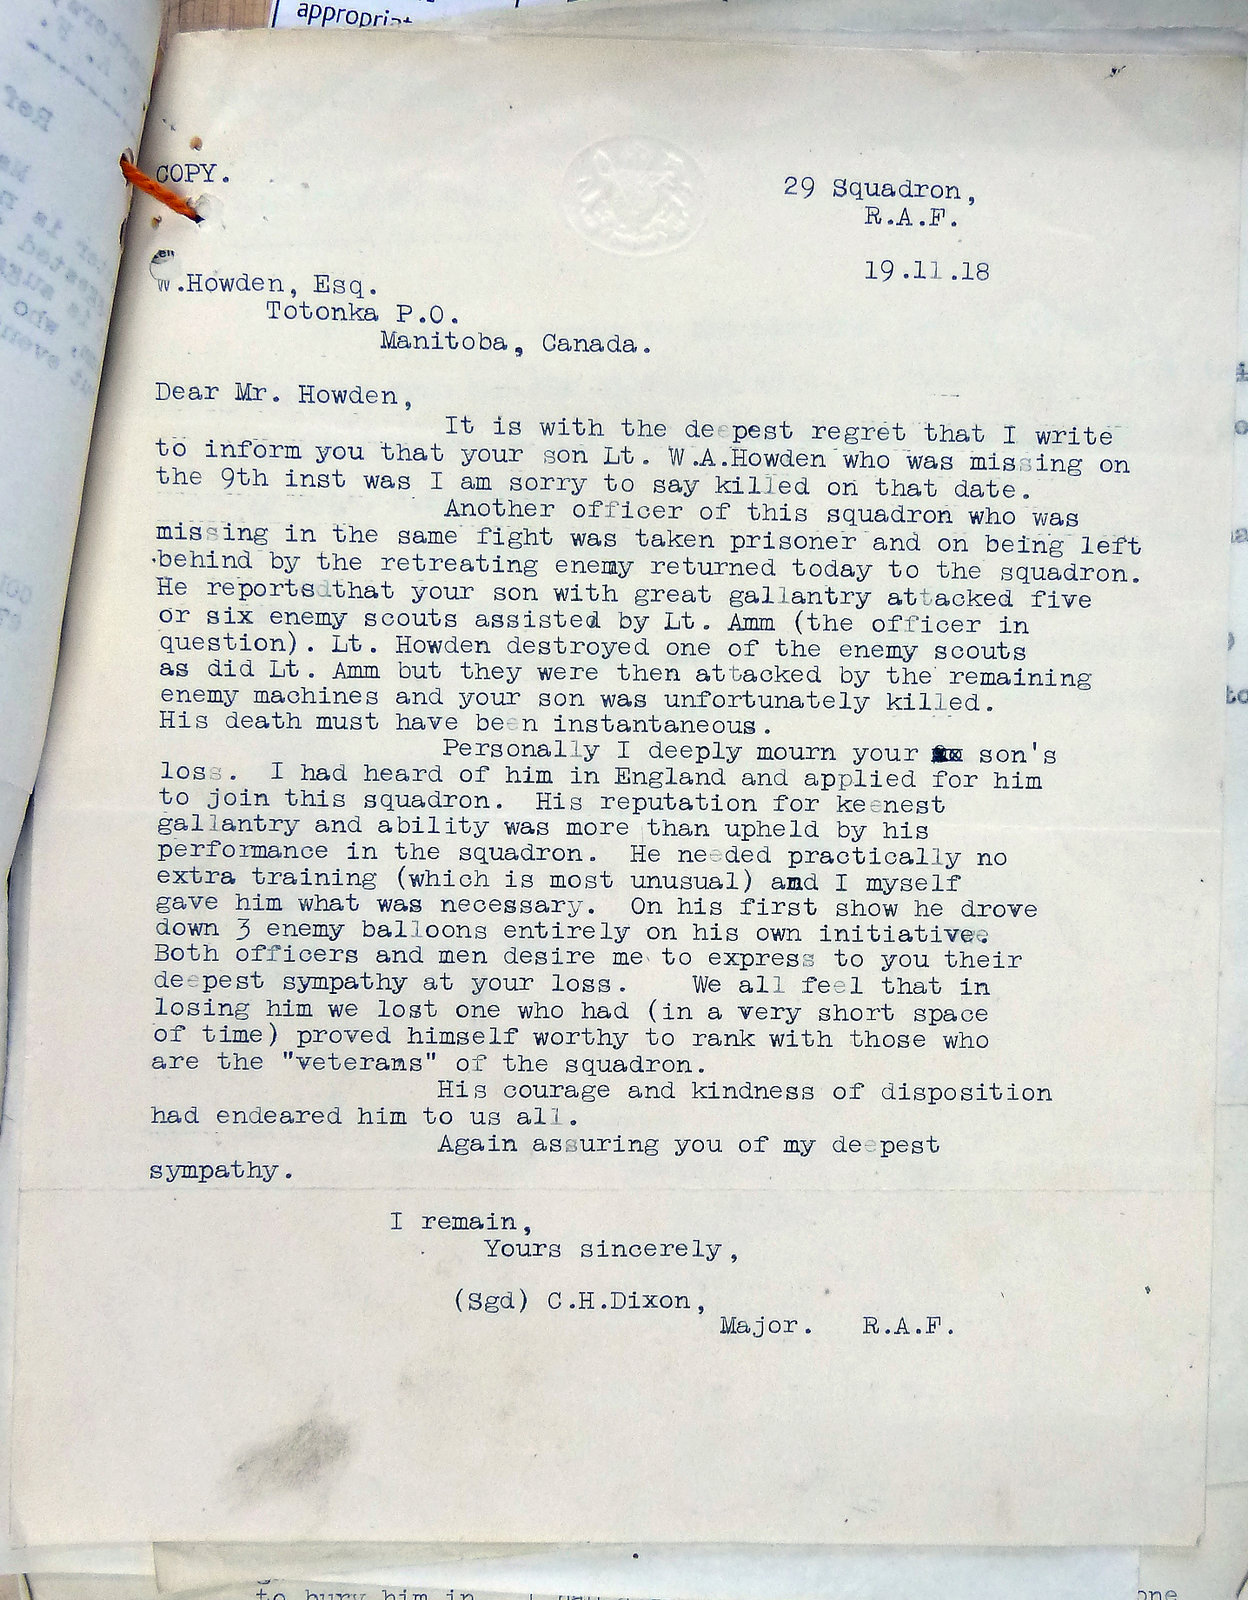 appropriat
COPY.
29 Squadron,
R.A.F.
19.11.18
W.Howden, Esq.
Totonka P.O.
Manitoba, Canada.
Dear Mr. Howden,
It is with the deepest regret that I write
to inform you that your son Lt. W.A.Howden who was missing on
the 9th inst was I am sorry to say killed on that date.
Another officer of this squadron who was
missing in the same fight was taken prisoner and on being left
behind by the retreating enemy returned today to the squadron.
He reports that your son with great gallantry attacked five
or six enemy scouts assisted by Lt. Amm (the officer in
question). Lt. Howden destroyed one of the enemy scouts
as did Lt. Amm but they were then attacked by the remaining
enemy machines and your son was unfortunately killed.
His death must have been instantaneous.
Personally I deeply mourn your son's
loss. I had heard of him in England and applied for him
to join this squadron. His reputation for keenest
gallantry and ability was more than upheld by his
performance in the squadron. He needed practically no
extra training (which is most unusual) and I myself
gave him what was necessary. On his first show he drove
down 3 enemy balloons entirely on his own initiative.
Both officers and men desire me to express to you their
deepest sympathy at your loss. We all feel that in
losing him we lost one who had (in a very short space
of time) proved himself worthy to rank with those who
are the "veterans" of the squadron.
His courage and kindness of disposition
had endeared him to us all.
Again assuring you of my deepest
sympathy.
I remain,
Yours sincerely,
(Sgd) C.H.Dixon,
Major. R.A.F.
to bury him in
one